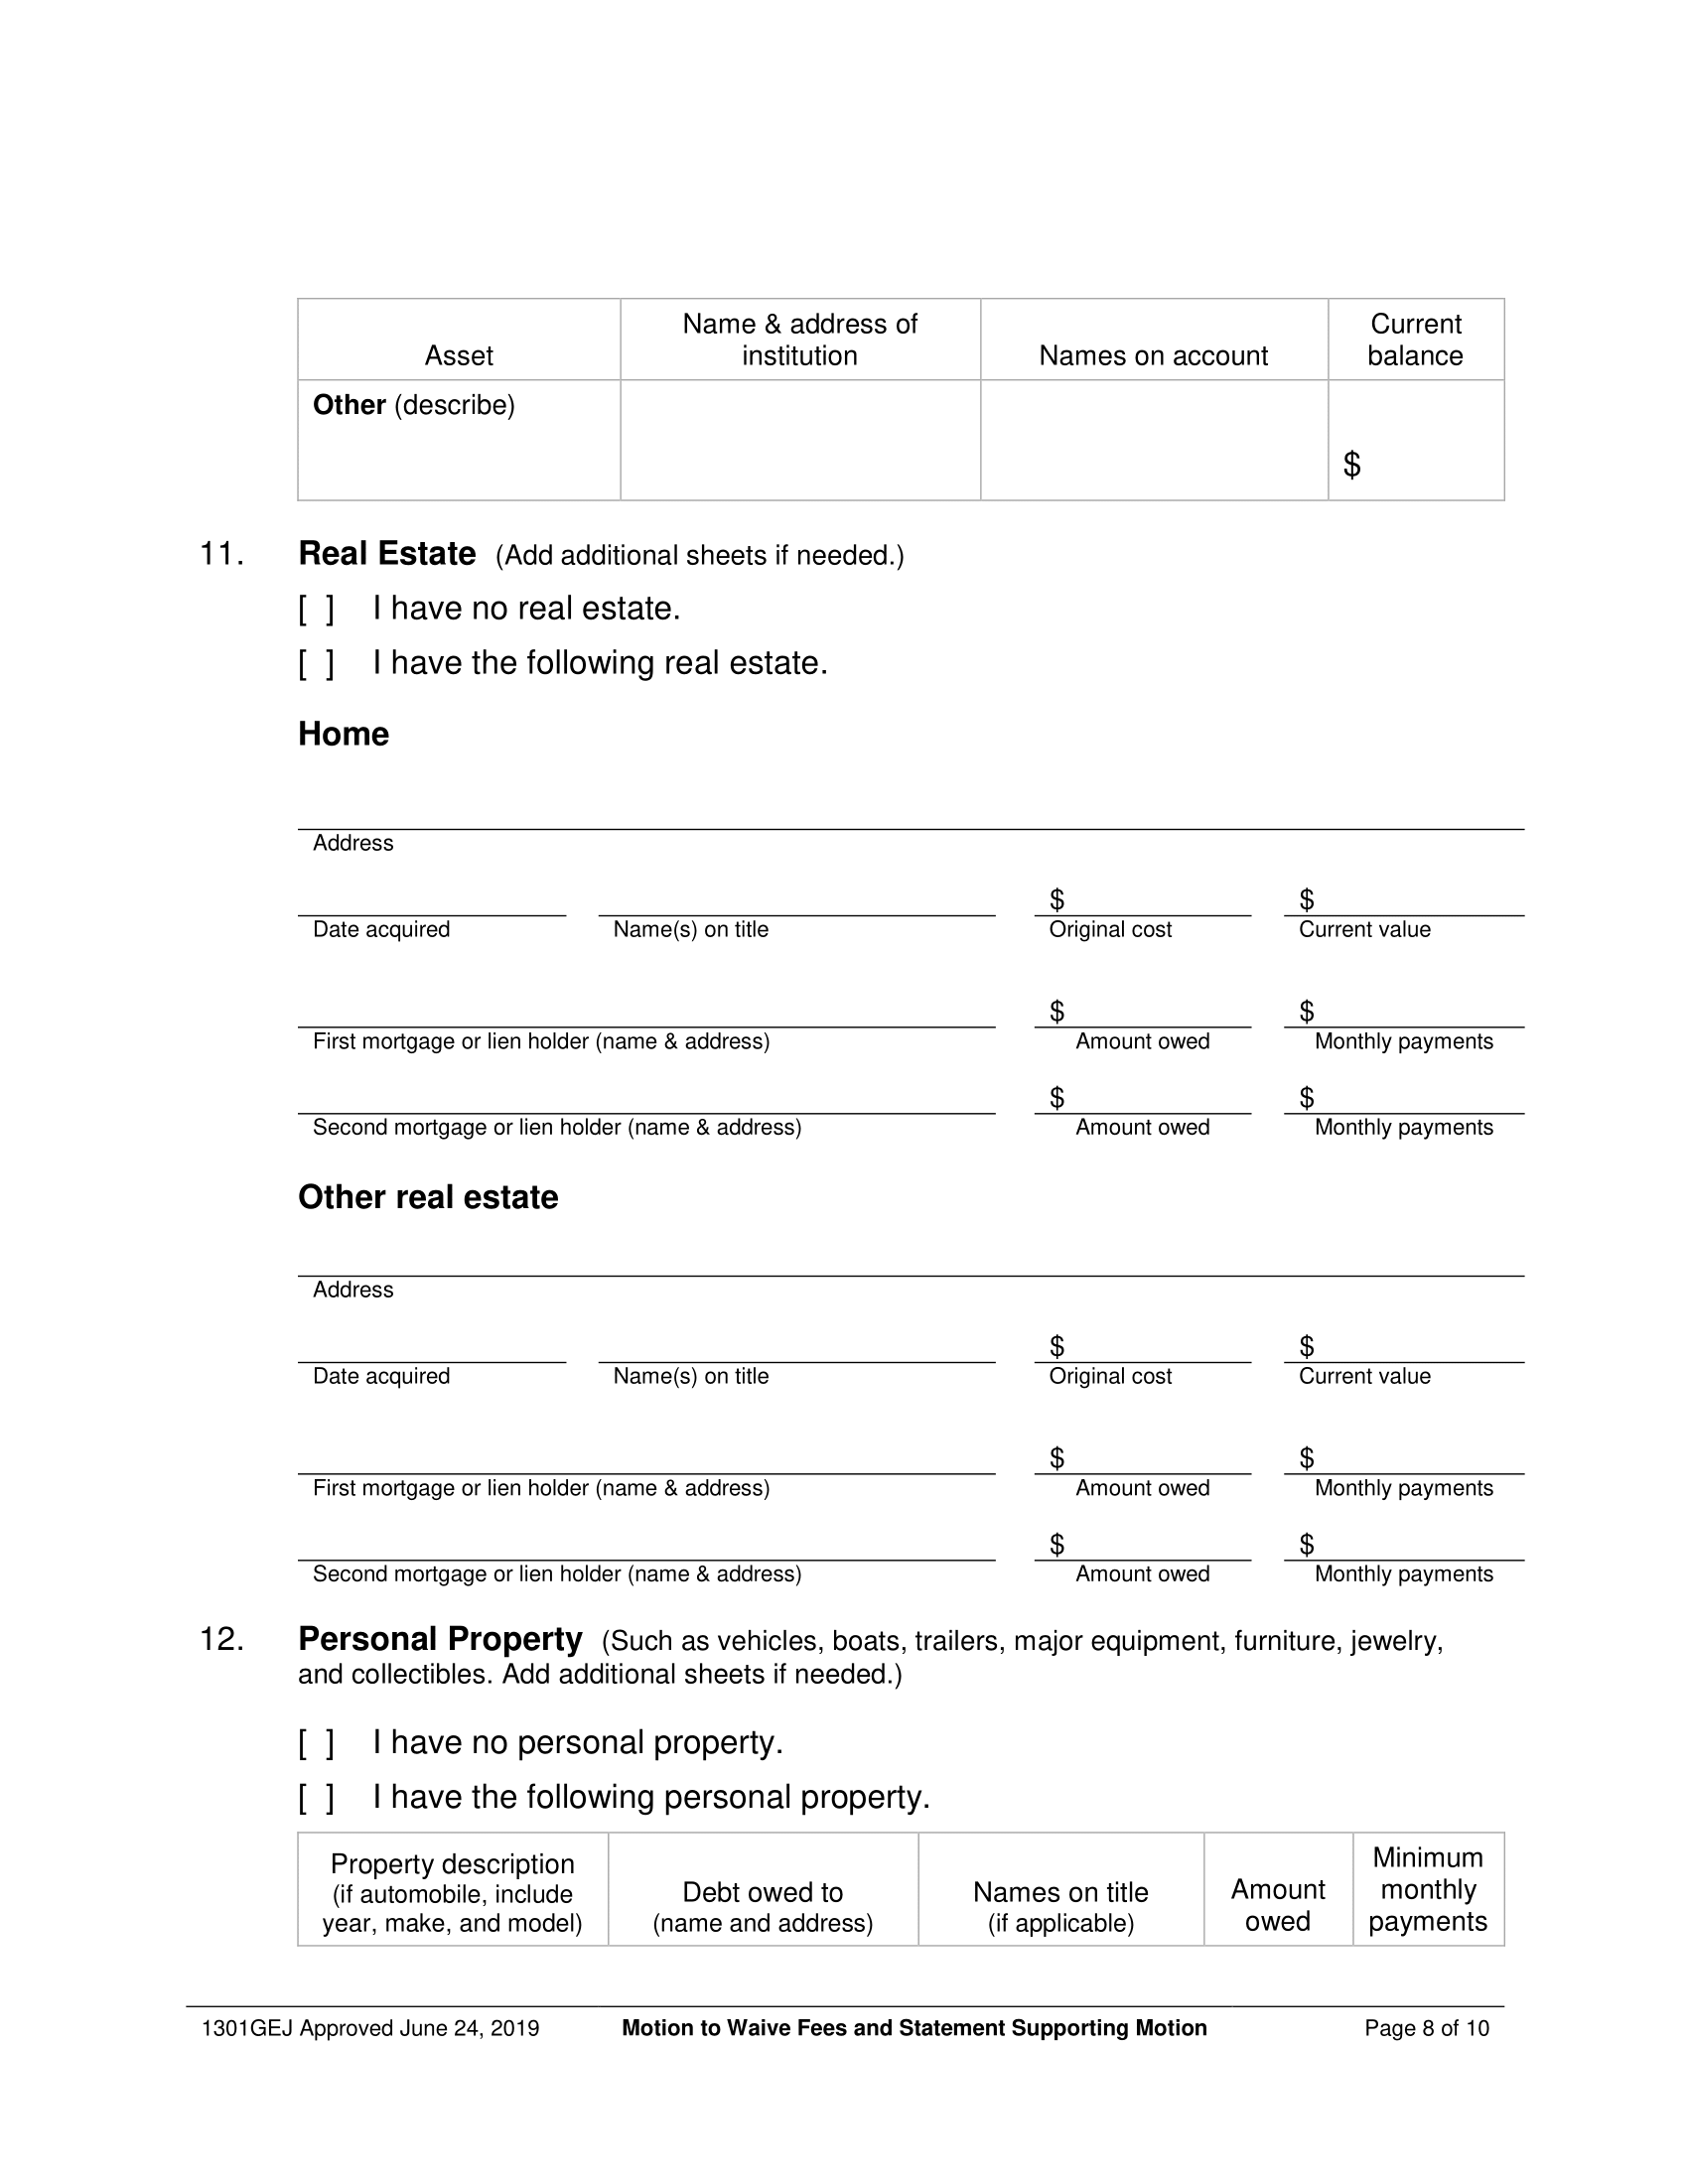 Asset
Name & address of
institution
Names on account
Current
balance
Other (describe)
$
11. Real Estate (Add additional sheets if needed.)
[ ] I have no real estate.
[ ] I have the following real estate.
Home
Address
$ $
Date acquired Name(s) on title Original cost Current value
$ $
First mortgage or lien holder (name & address) Amount owed Monthly payments
$ $
Second mortgage or lien holder (name & address) Amount owed Monthly payments
Other real estate
Address
$ $
Date acquired Name(s) on title Original cost Current value
$ $
First mortgage or lien holder (name & address) Amount owed Monthly payments
$ $
Second mortgage or lien holder (name & address) Amount owed Monthly payments
12. Personal Property (Such as vehicles, boats, trailers, major equipment, furniture, jewelry,
and collectibles. Add additional sheets if needed.)
[ ] I have no personal property.
[ ] I have the following personal property.
Property description
(if automobile, include
year, make, and model)
Debt owed to
(name and address)
Names on title
(if applicable)
Amount
owed
Minimum
monthly
payments
1301GEJ Approved June 24, 2019 Motion to Waive Fees and Statement Supporting Motion Page 8 of 10